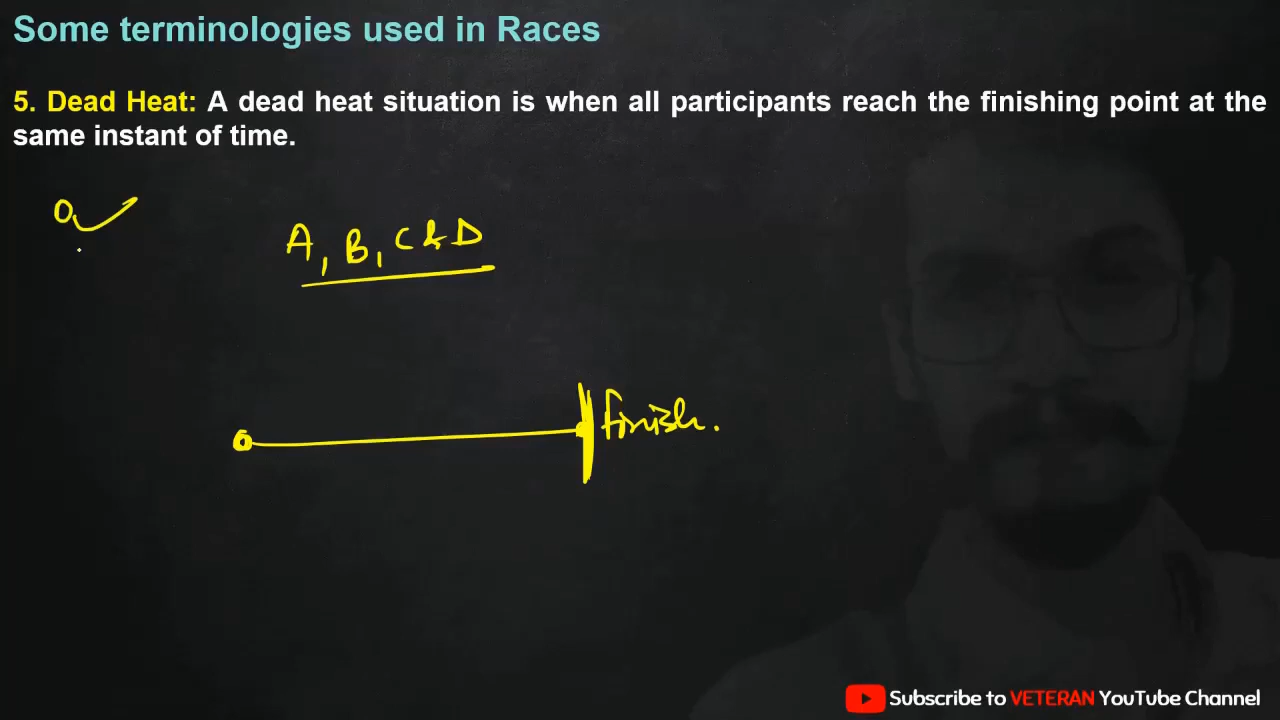 Some terminologies used in Races
5. Dead Heat: A dead heat situation is when all participants reach the finishing point at the
same instant of time.
A, B, C & D
finish.
Subscribe to VETERAN YouTube Channel